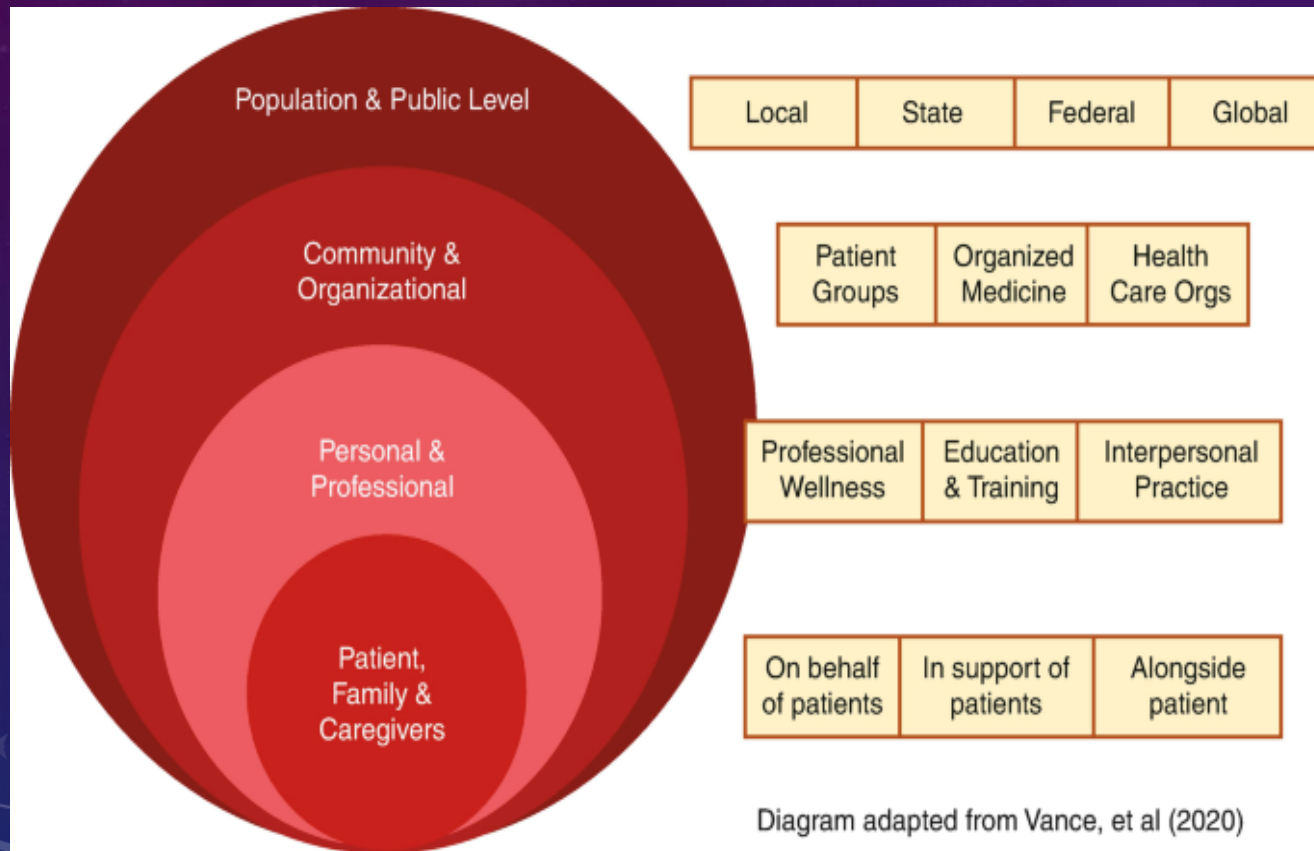 Population & Public Level
Local State Federal Global
Community &
Organizational
Patient
Groups
Organized
Medicine
Health
Care Orgs
Personal &
Professional
Professional
Wellness
Education
& Training
Interpersonal
Practice
Patient,
Family &
Caregivers
On behalf
of patients
In support of
patients
Alongside
patient
Diagram adapted from Vance, et al (2020)